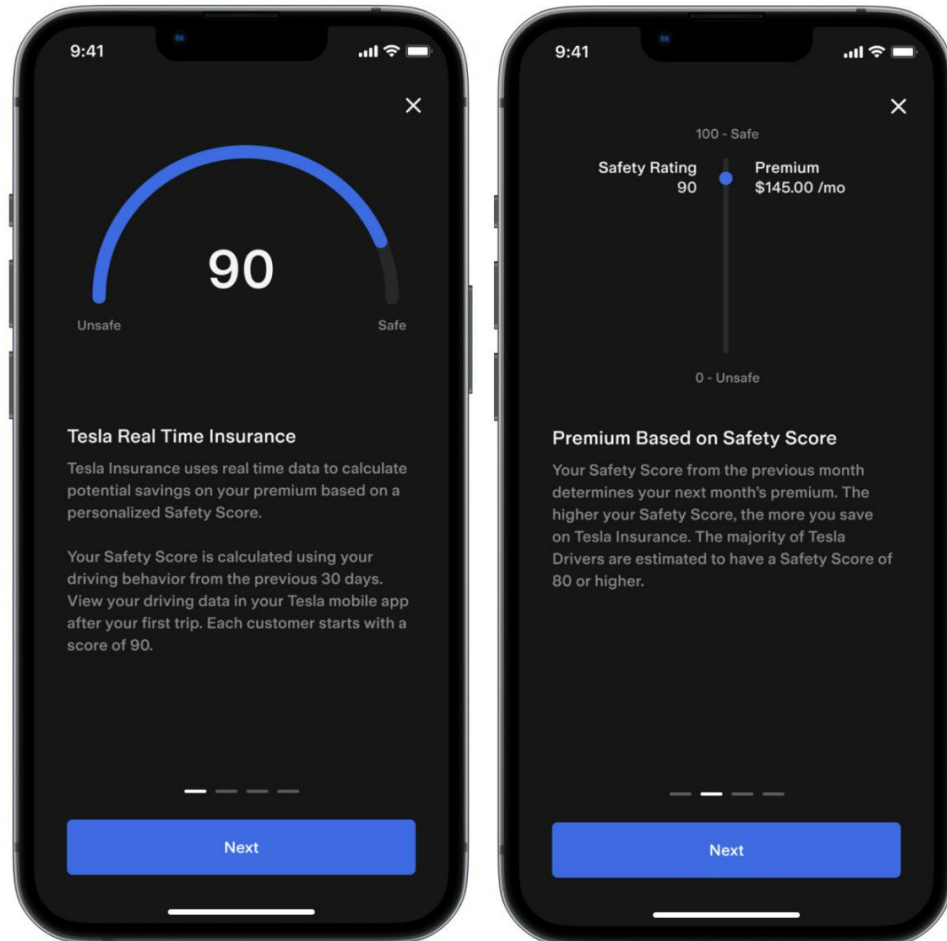 9:41
90
Unsafe
Safe
Tesla Real Time Insurance
Tesla Insurance uses real time data to calculate
potential savings on your premium based on a
personalized Safety Score.
Your Safety Score is calculated using your
driving behavior from the previous 30 days.
View your driving data in your Tesla mobile app
after your first trip. Each customer starts with a
score of 90.
Next
9:41
100 - Safe
Safety Rating
90
Premium
$145.00 /mo
0 - Unsafe
Premium Based on Safety Score
Your Safety Score from the previous month
determines your next month’s premium. The
higher your Safety Score, the more you save
on Tesla Insurance. The majority of Tesla
Drivers are estimated to have a Safety Score of
80 or higher.
Next